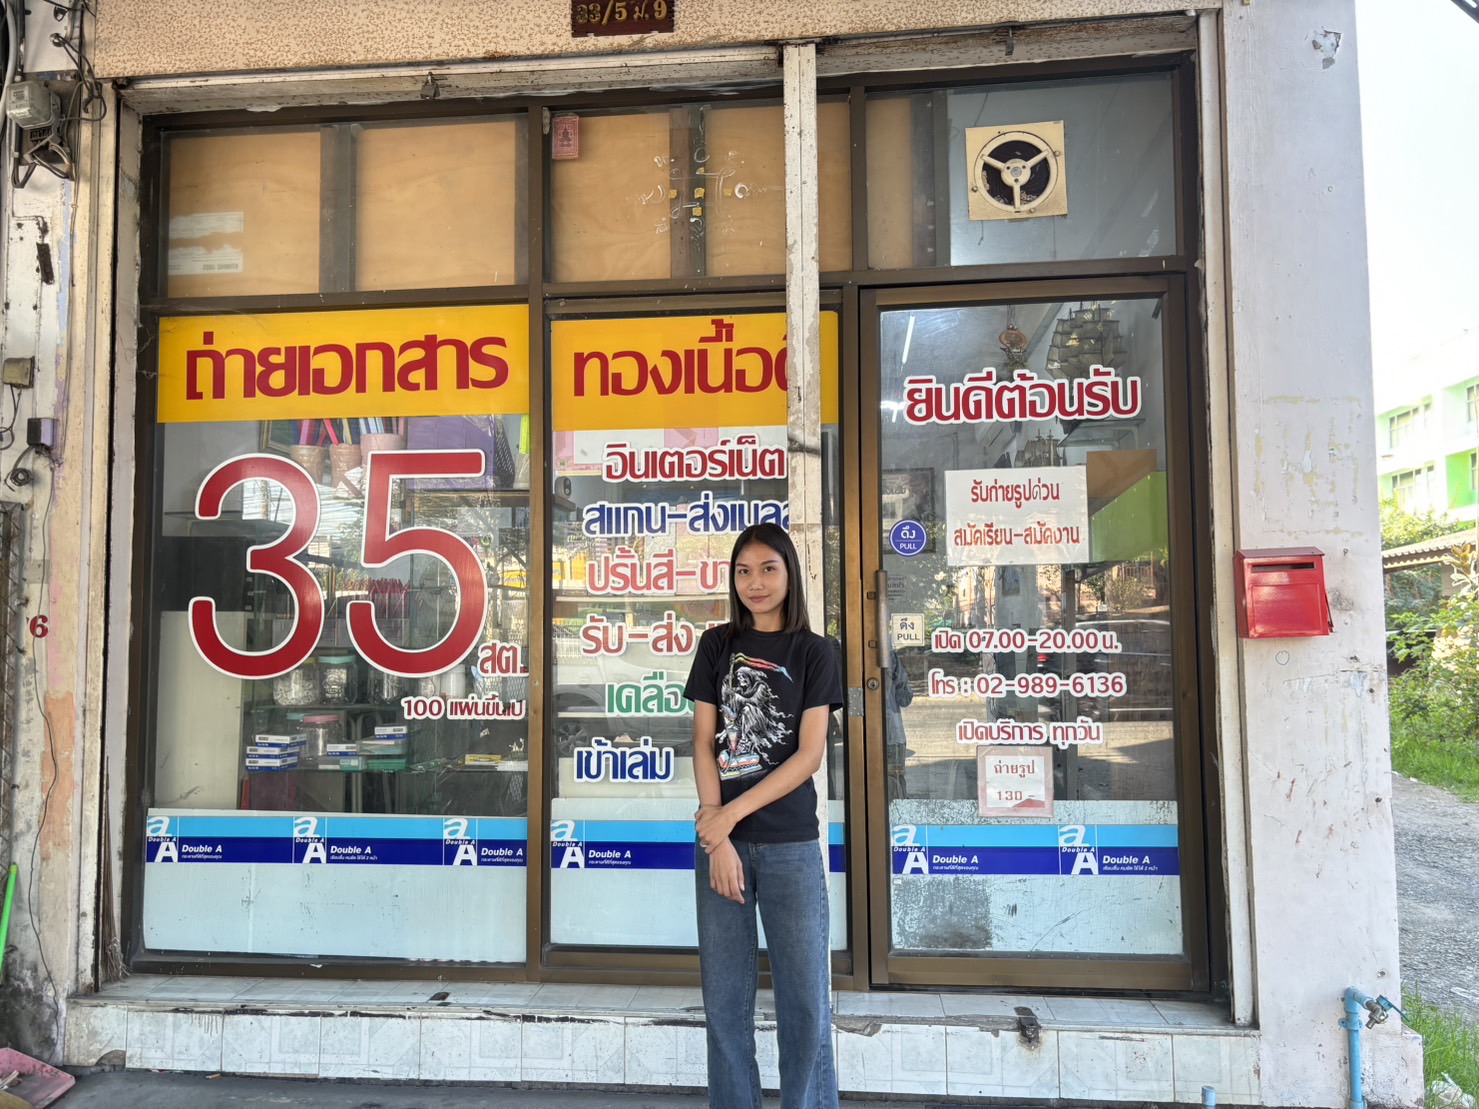 33/5 ม.9
ถ่ายเอกสาร
35
สต.
100 แผ่นขึ้นไป
ทองเนื้อ
อินเตอร์เน็ต
สแกน-ส่งเมล
ปริ้นสี-ขา
รับ-ส่ง
เคลือ
เข้าเล่ม
ยินดีต้อนรับ
รับถ่ายรูปด่วน
สมัคเรียน-สมัคงาน
ดึง
PULL
ดึง
PULL
เปิด 07.00-20.00 น.
โทร : 02-989-6136
เปิดบริการ ทุกวัน
ถ่ายรูป
130.-
a
Double A
A
Double A
a
Double A
A
Double A
a
Double A
A
Double A
a
Double A
A
Double A
a
Double A
A
Double A
a
Double A
A
Double A
6